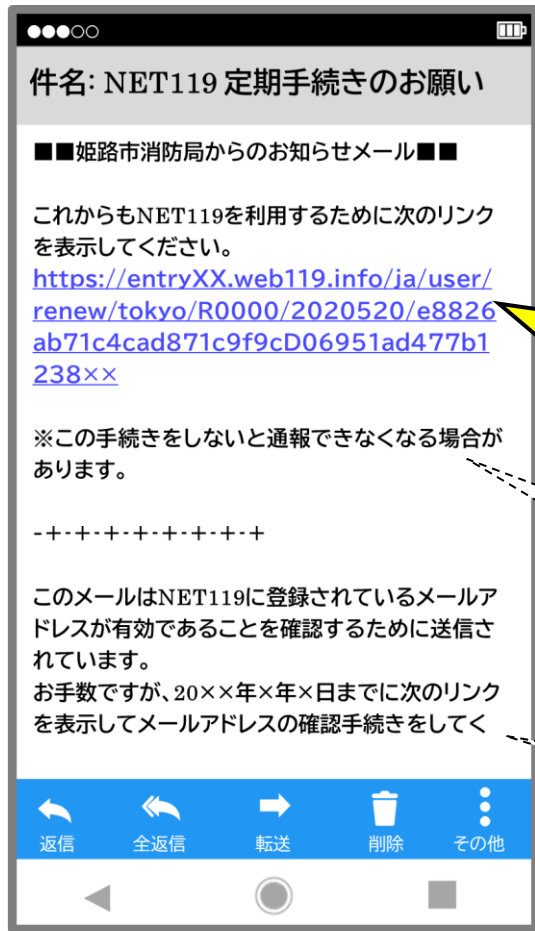 件名: NET119 定期手続きのお願い
■■姫路市消防局からのお知らせメール■■
これからもNET119を利用するために次のリンク
を表示してください。
https://entryXX.web119.info/ja/user/
renew/tokyo/R0000/2020520/e8826
ab71c4cad871c9f9cD06951ad477b1
238××
※この手続きをしないと通報できなくなる場合が
あります。
-+-+-+-+-+-+-+
このメールはNET119に登録されているメールア
ドレスが有効であることを確認するために送信さ
れています。
お手数ですが、20××年×年×日までに次のリンク
を表示してメールアドレスの確認手続きをしてく
返信 全返信 転送 削除 その他